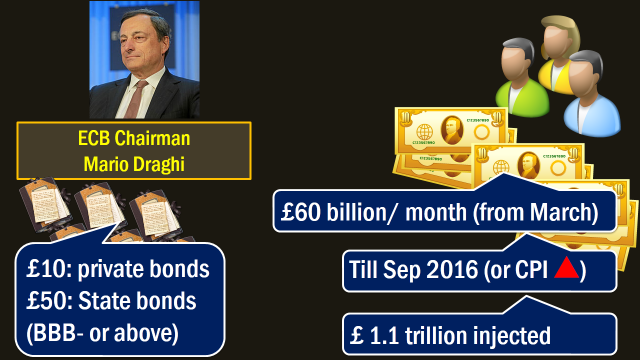 ECB Chairman
Mario Draghi
£10: private bonds
£50: State bonds
(BBB- or above)
£60 billion/ month (from March)
Till Sep 2016 (or CPI 🔺)
£ 1.1 trillion injected